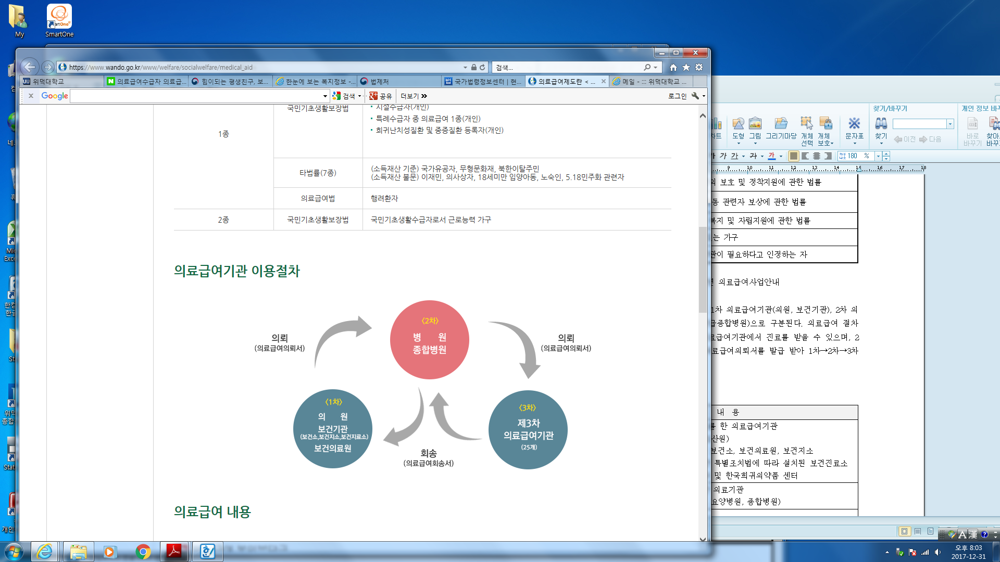 My
SmartOne
https://www.wando.go.kr/www/welfare/socialwelfare/medical_aid
검색...
위덕대학교
의료급여수급자 의료급...
힘이되는 평생친구, 보...
한눈에 보는 복지정보 -...
법제처
국가법령정보센터 | 현...
의료급여제도란 < ...
메일 - ::: 위덕대학교 ...
x Google
검색
공유
더보기 »
로그인
국민기초생활보장법
시설수급자(개인)
특례수급자 중 의료급여 1종(개인)
희귀난치성질환 및 중증질환 등록자(개인)
1종
타법률(7종)
(소득재산 기준) 국가유공자, 무형문화재, 북한이탈주민
(소득재산 불문) 이재민, 의사상자, 18세미만 입양아동, 노숙인, 5.18민주화 관련자
의료급여법
행려환자
2종
국민기초생활보장법
국민기초생활수급자로서 근로능력 가구
의료급여기관 이용절차
의뢰
(의료급여의뢰서)
<2차>
병 원
종합병원
의뢰
(의료급여의뢰서)
<1차>
의 원
보건기관
(보건소,보건지소,보건지료소)
보건의료원
<3차>
제3차
의료급여기관
(25개)
회송
(의료급여회송서)
의료급여 내용
찾기/바꾸기
개인 정보 바꾸
차트
도형
그림
그리기마당
개체
선택
개체
보호
문자표
찾기
이전
다음
바로
바꾸기
찾아
바꾸기
가 가 가 가
180 %
9 10 11 12 13 14 15 16 17 18
의 보호 및 정착지원에 관한 법률
동 관련자 보상에 관한 법률
복지 및 자립지원에 관한 법률
는 가구
관이 필요하다고 인정하는 자
의료급여사업안내
1차 의료급여기관(의원, 보건기관), 2차 의
급종합병원)으로 구분된다. 의료급여 절차
료급여기관에서 진료를 받을 수 있으며, 2
료급여의뢰서를 발급 받아 1차→2차→3차
내 용
를 한 의료급여기관
산원)
보건소, 보건의료원, 보건지소
특별조치법에 따라 설치된 보건진료소
및 한국희귀의약품 센터
의료기관
요양병원, 종합병원)
A 漢
오후 8:03
2017-12-31